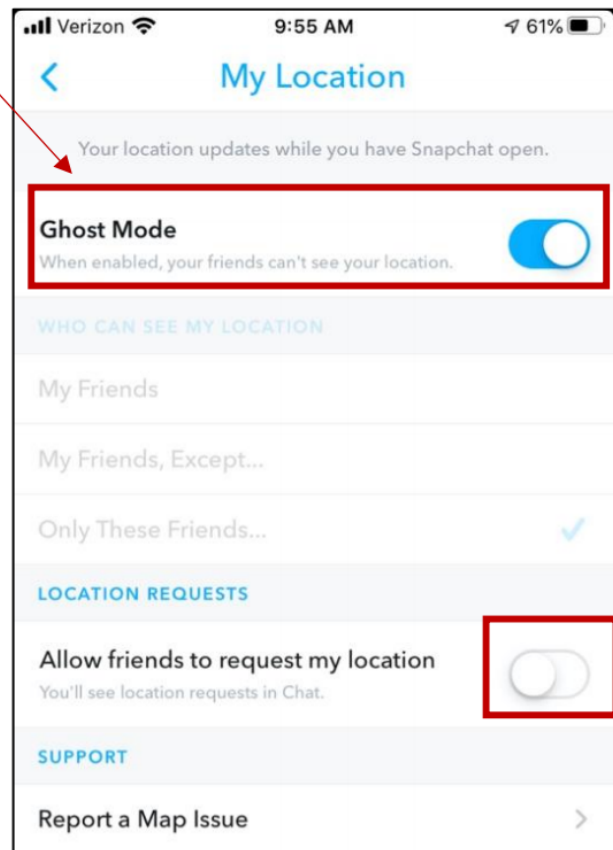 Verizon 9:55 AM 61%
My Location
Your location updates while you have Snapchat open.
Ghost Mode
When enabled, your friends can't see your location.
WHO CAN SEE MY LOCATION
My Friends
My Friends, Except...
Only These Friends...
LOCATION REQUESTS
Allow friends to request my location
You'll see location requests in Chat.
SUPPORT
Report a Map Issue